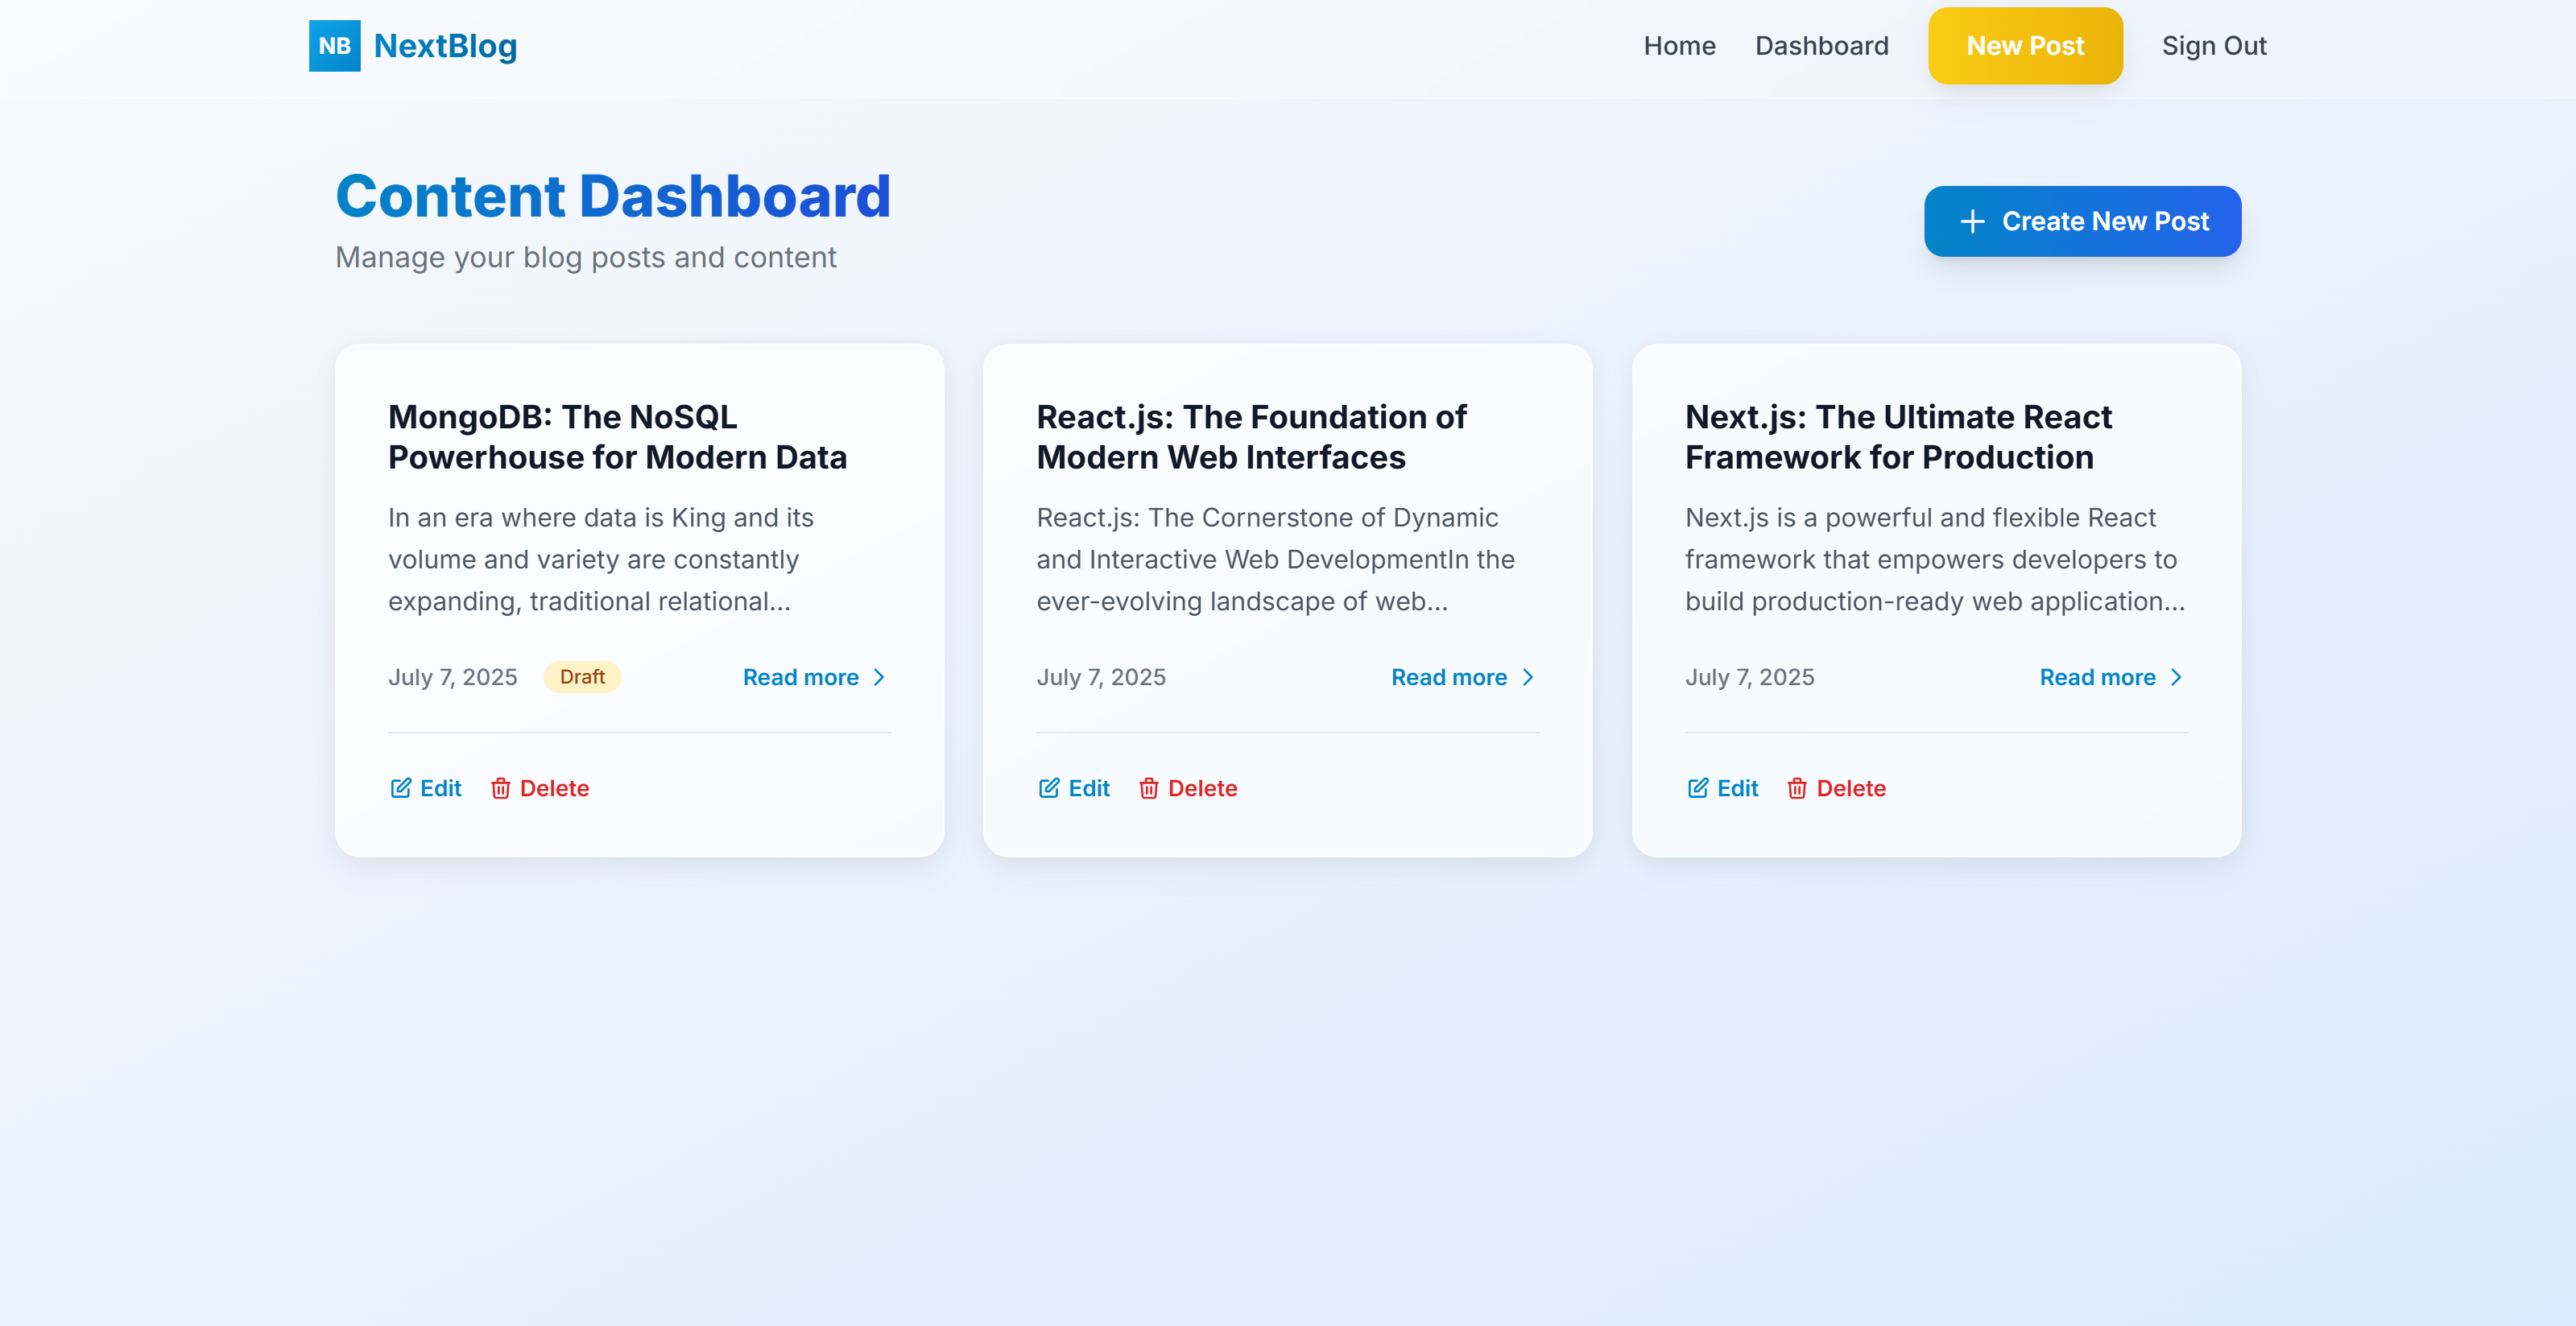 NB NextBlog
Home Dashboard New Post Sign Out
Content Dashboard
Manage your blog posts and content
Create New Post
MongoDB: The NoSQL
Powerhouse for Modern Data
In an era where data is King and its
volume and variety are constantly
expanding, traditional relational...
July 7, 2025 Draft Read more
Edit Delete
React.js: The Foundation of
Modern Web Interfaces
React.js: The Cornerstone of Dynamic
and Interactive Web DevelopmentIn the
ever-evolving landscape of web...
July 7, 2025 Read more
Edit Delete
Next.js: The Ultimate React
Framework for Production
Next.js is a powerful and flexible React
framework that empowers developers to
build production-ready web application...
July 7, 2025 Read more
Edit Delete